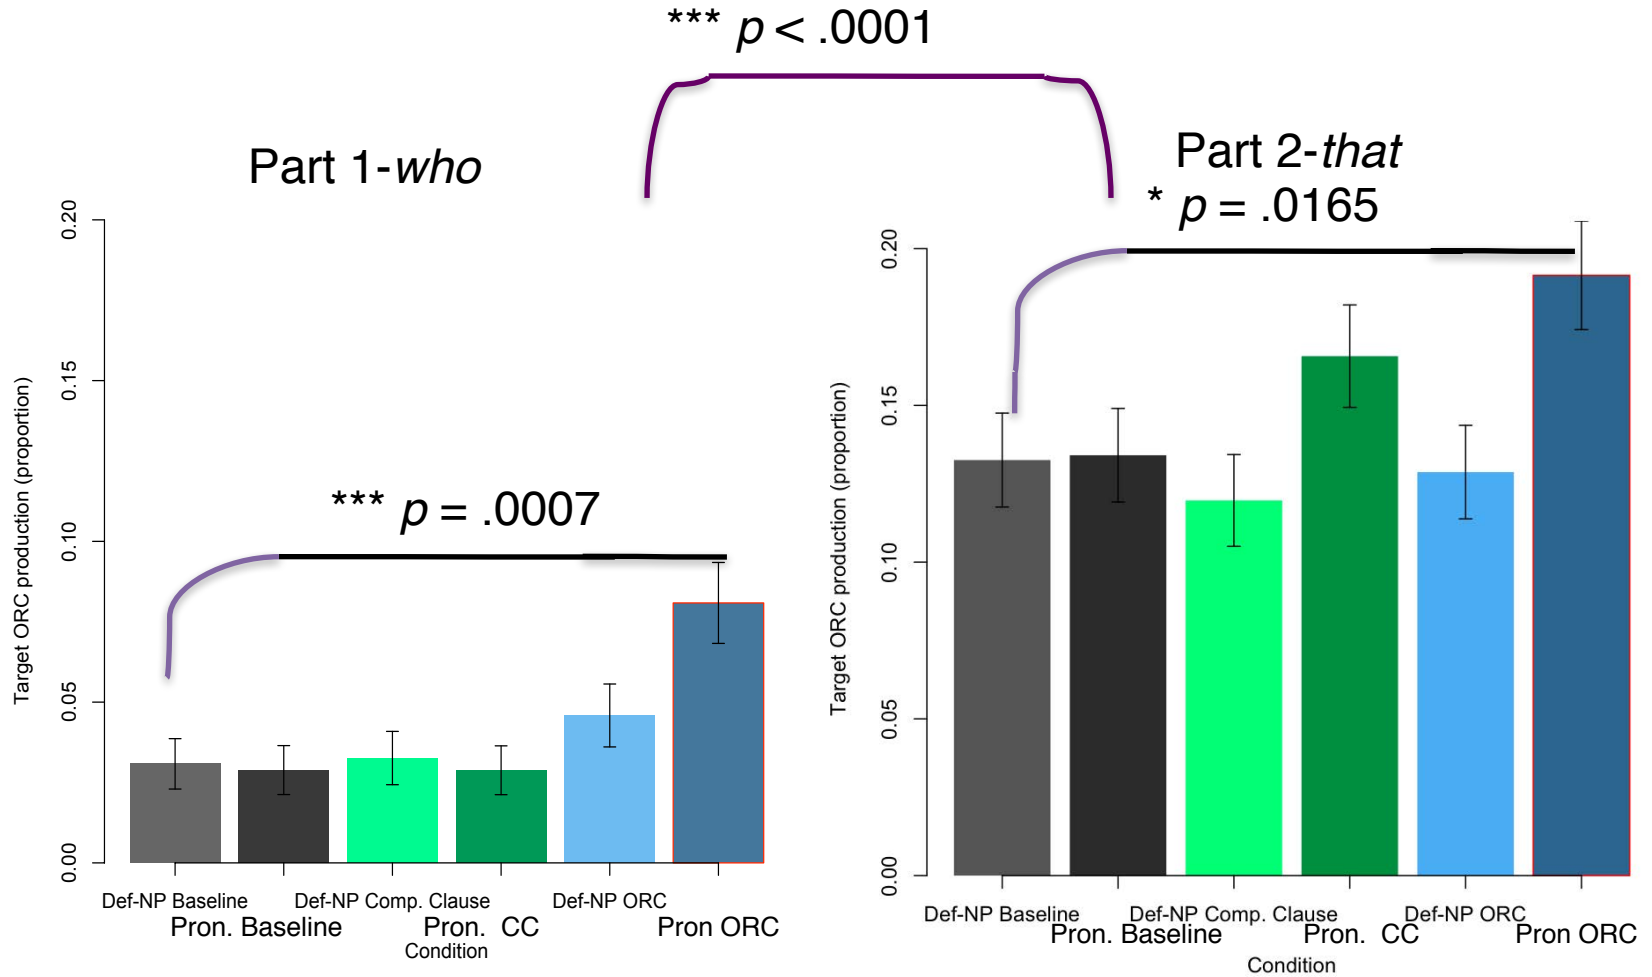 *** p < .0001
Part 1-who
Part 2-that
* p = .0165
*** p = .0007
Target ORC production (proportion)
0.20
0.15
0.10
0.05
0.00
Def-NP Baseline
Def-NP Comp. Clause
Def-NP ORC
Pron. Baseline
Pron. CC
Pron ORC
Condition
Target ORC production (proportion)
0.20
0.15
0.10
0.05
0.00
Def-NP Baseline
Def-NP Comp. Clause
Def-NP ORC
Pron. Baseline
Pron. CC
Pron ORC
Condition